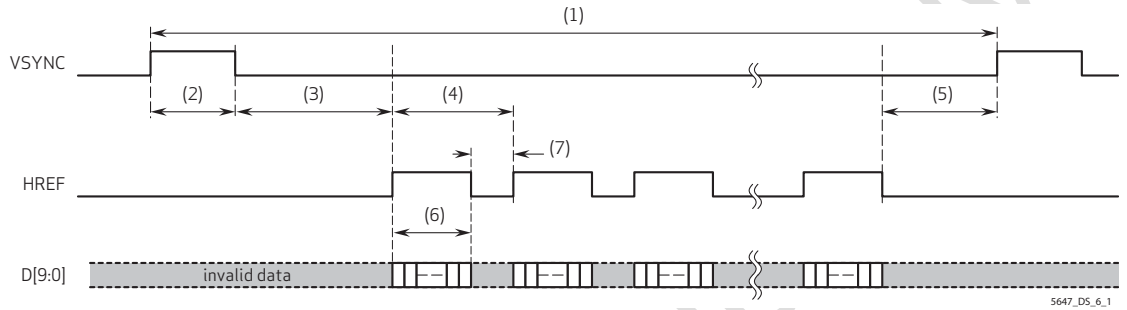 (1)
VSYNC
(2) (3) (4) (5)
(7)
HREF
(6)
D[9:0] invalid data
5647_DS_6_1